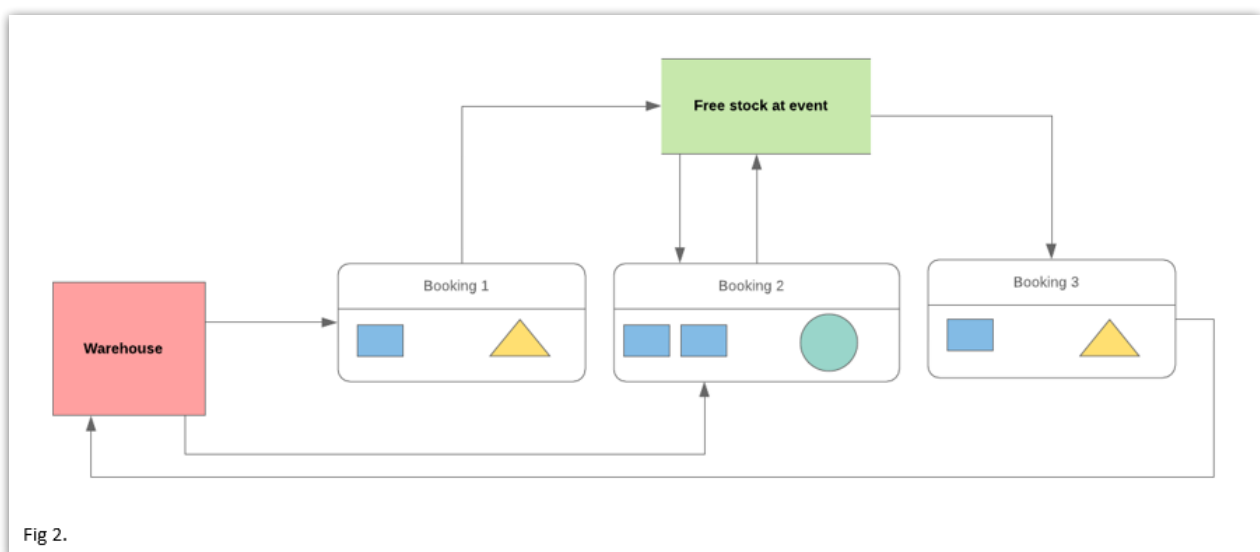 Free stock at event
Booking 1
Booking 2
Booking 3
Warehouse
Fig 2.